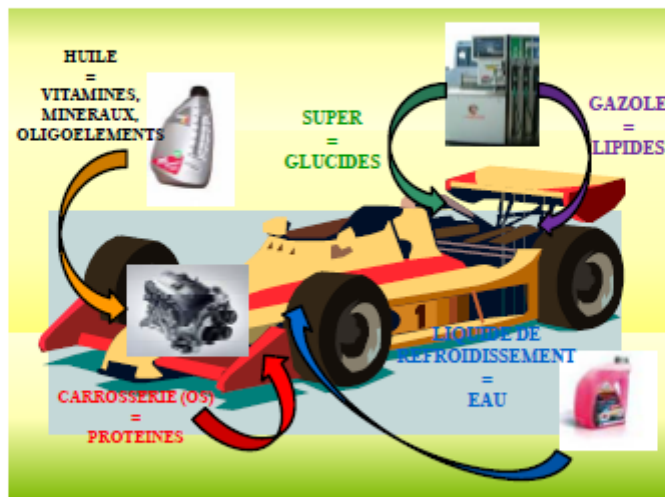 HUILE
=
VITAMINES,
MINERAUX,
OLIGOELEMENTS
SUPER
=
GLUCIDES
GAZOLE
=
LIPIDES
1
LIQUIDE DE
REFROIDISSEMENT
=
EAU
CARROSSERIE (OS)
=
PROTEINES